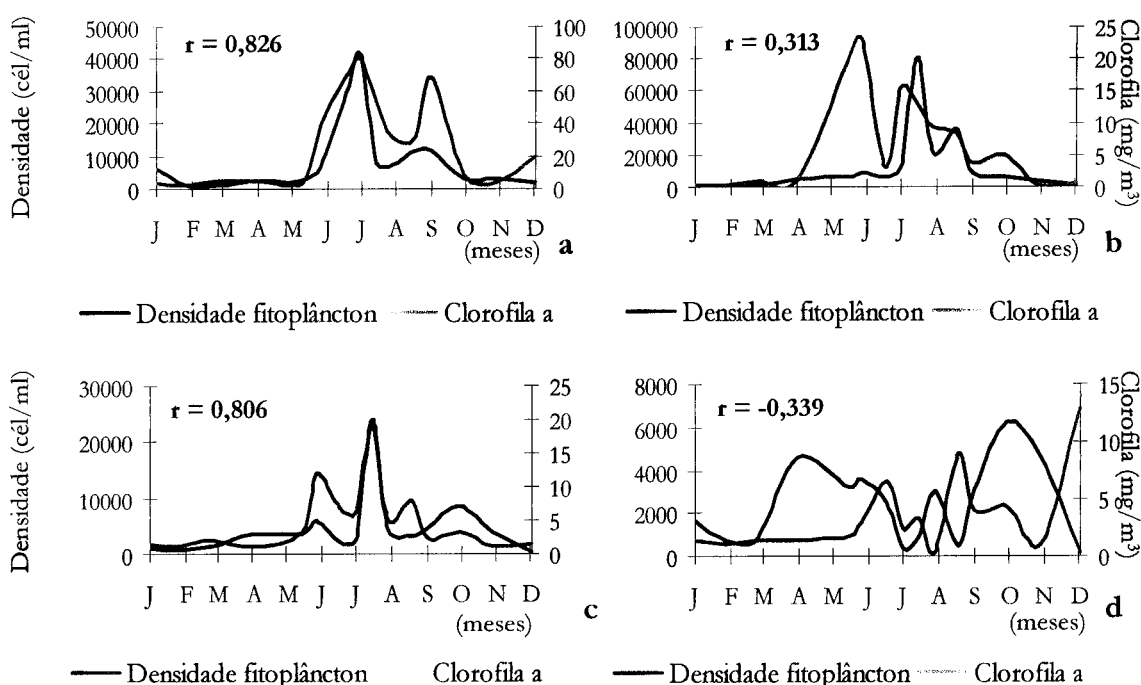 Densidade (cél/ml)
50000
40000
30000
20000
10000
0
r = 0,826
100
80
60
40
20
0
J F M A M J J A S O N D
(meses)
a
Densidade fitoplâncton Clorofila a
120000
100000
80000
60000
40000
20000
0
r = 0,313
25
20
15
10
5
0
Clorofila (mg/m³)
J F M A M J J A S O N D
(meses)
b
Densidade fitoplâncton Clorofila a
Densidade (cél/ml)
30000
20000
10000
0
r = 0,806
25
20
15
10
5
0
J F M A M J J A S O N D
(meses)
c
Densidade fitoplâncton Clorofila a
8000
6000
4000
2000
0
r = -0,339
15
10
5
0
Clorofila (mg/m³)
J F M A M J J A S O N D
(meses)
d
Densidade fitoplâncton Clorofila a